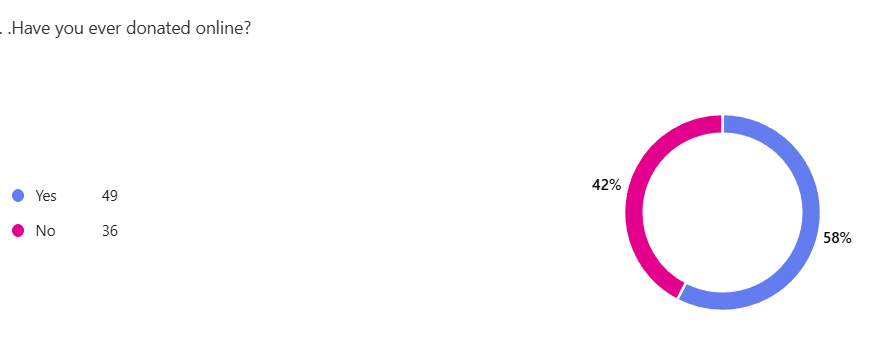 . .Have you ever donated online?
Yes 49
No 36
42%
58%